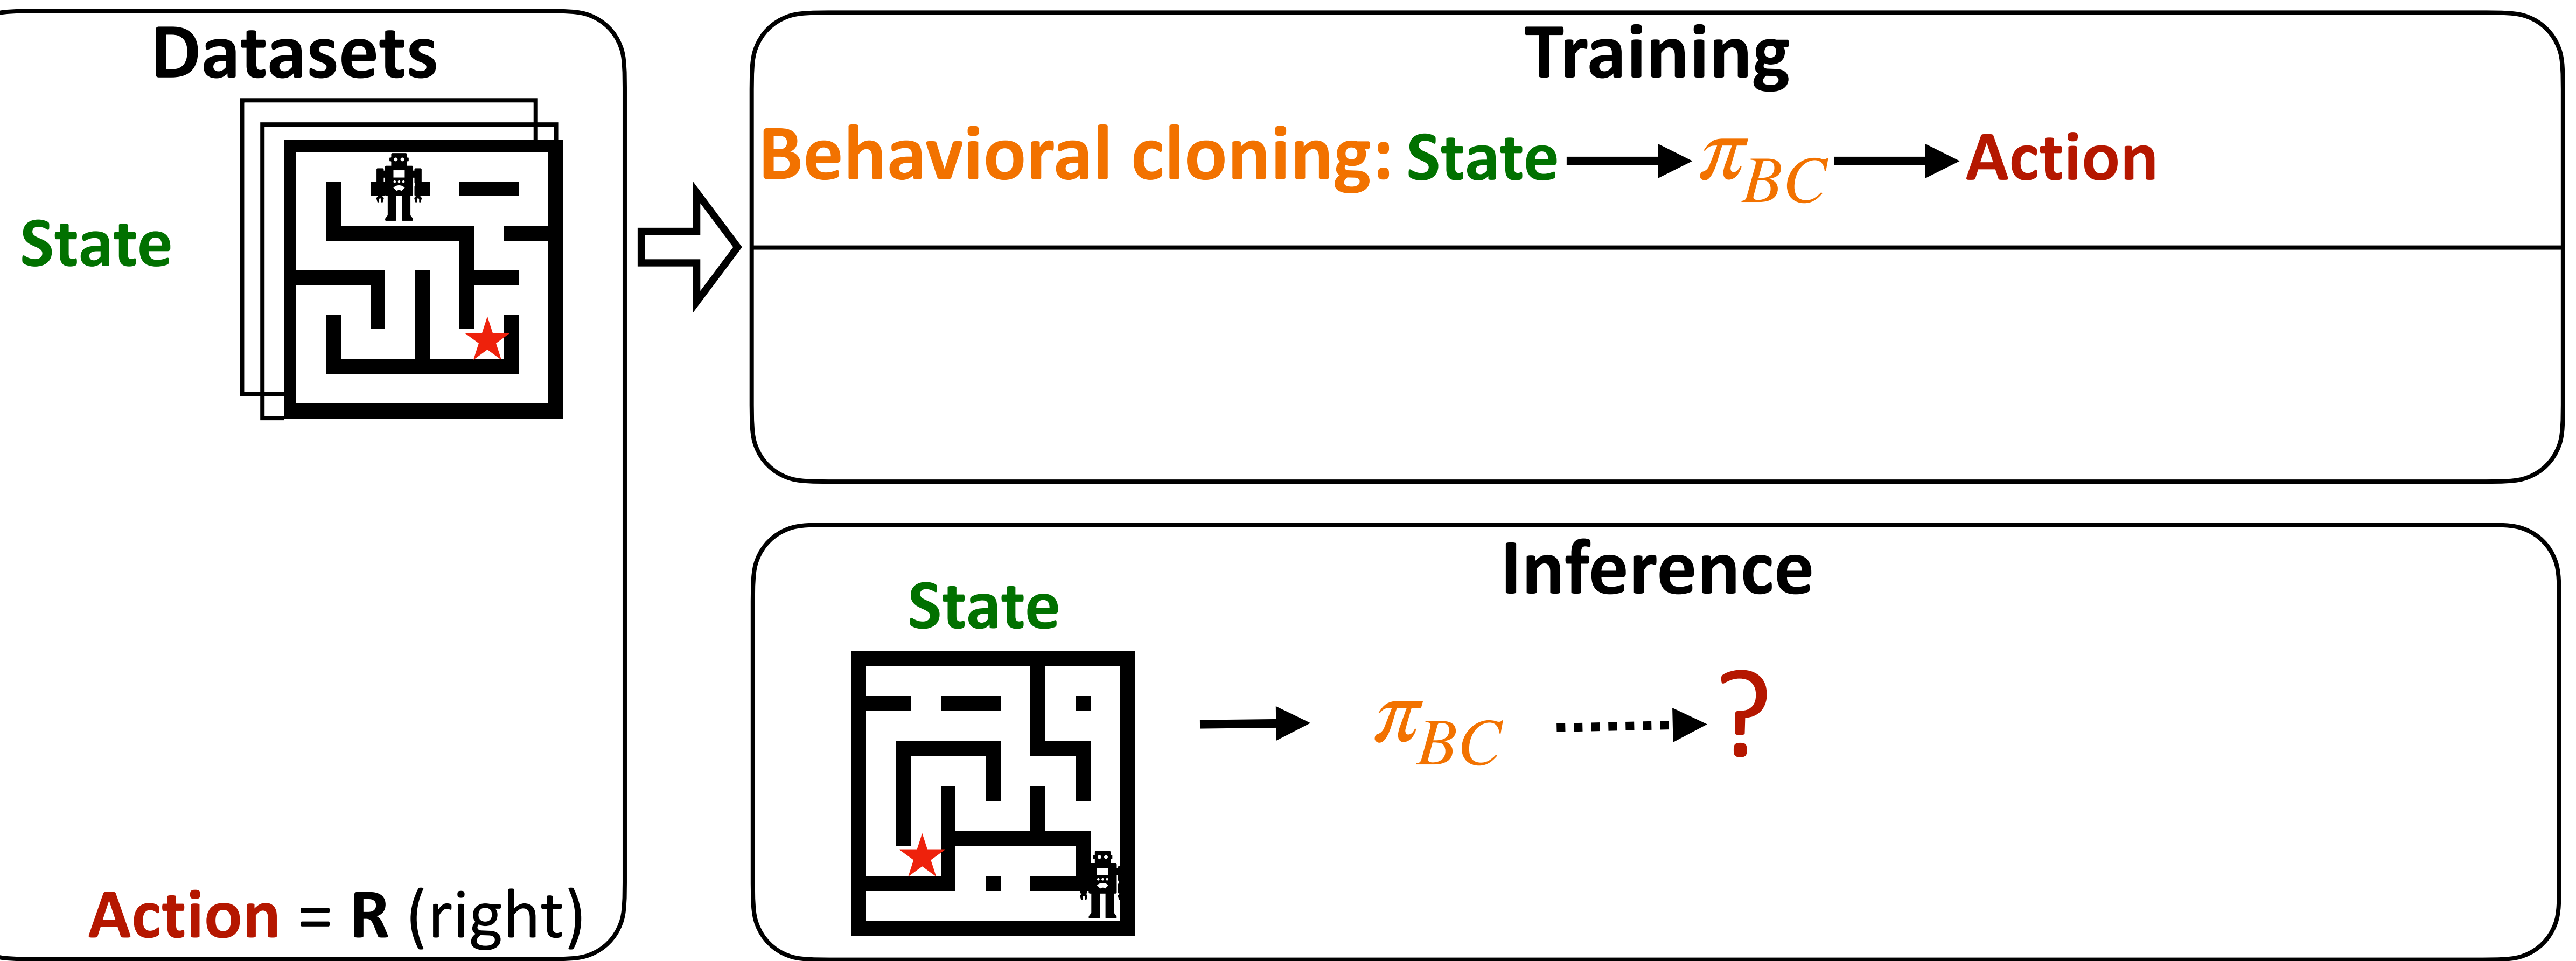 Datasets
State
Action = R (right)
Training
Behavioral cloning: State π_BC Action
Inference
State
π_BC ?